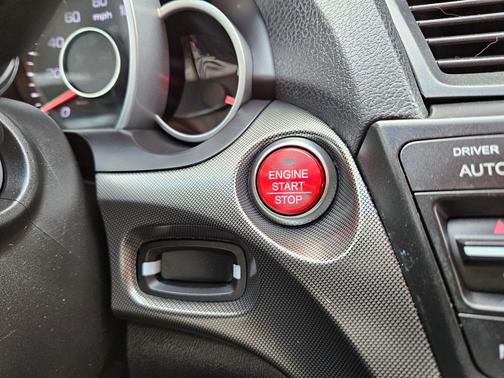 60
mph
40
20
0
ENGINE
START
STOP
DRIVER
AUTO